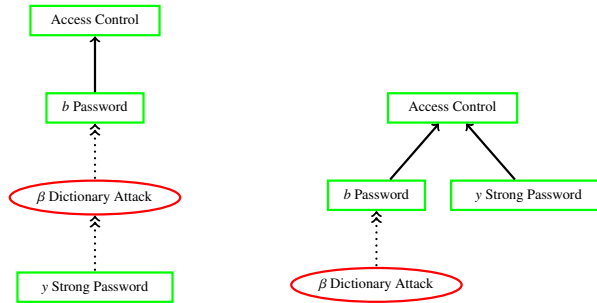 Access Control
b Password
β Dictionary Attack
y Strong Password
Access Control
b Password
y Strong Password
β Dictionary Attack